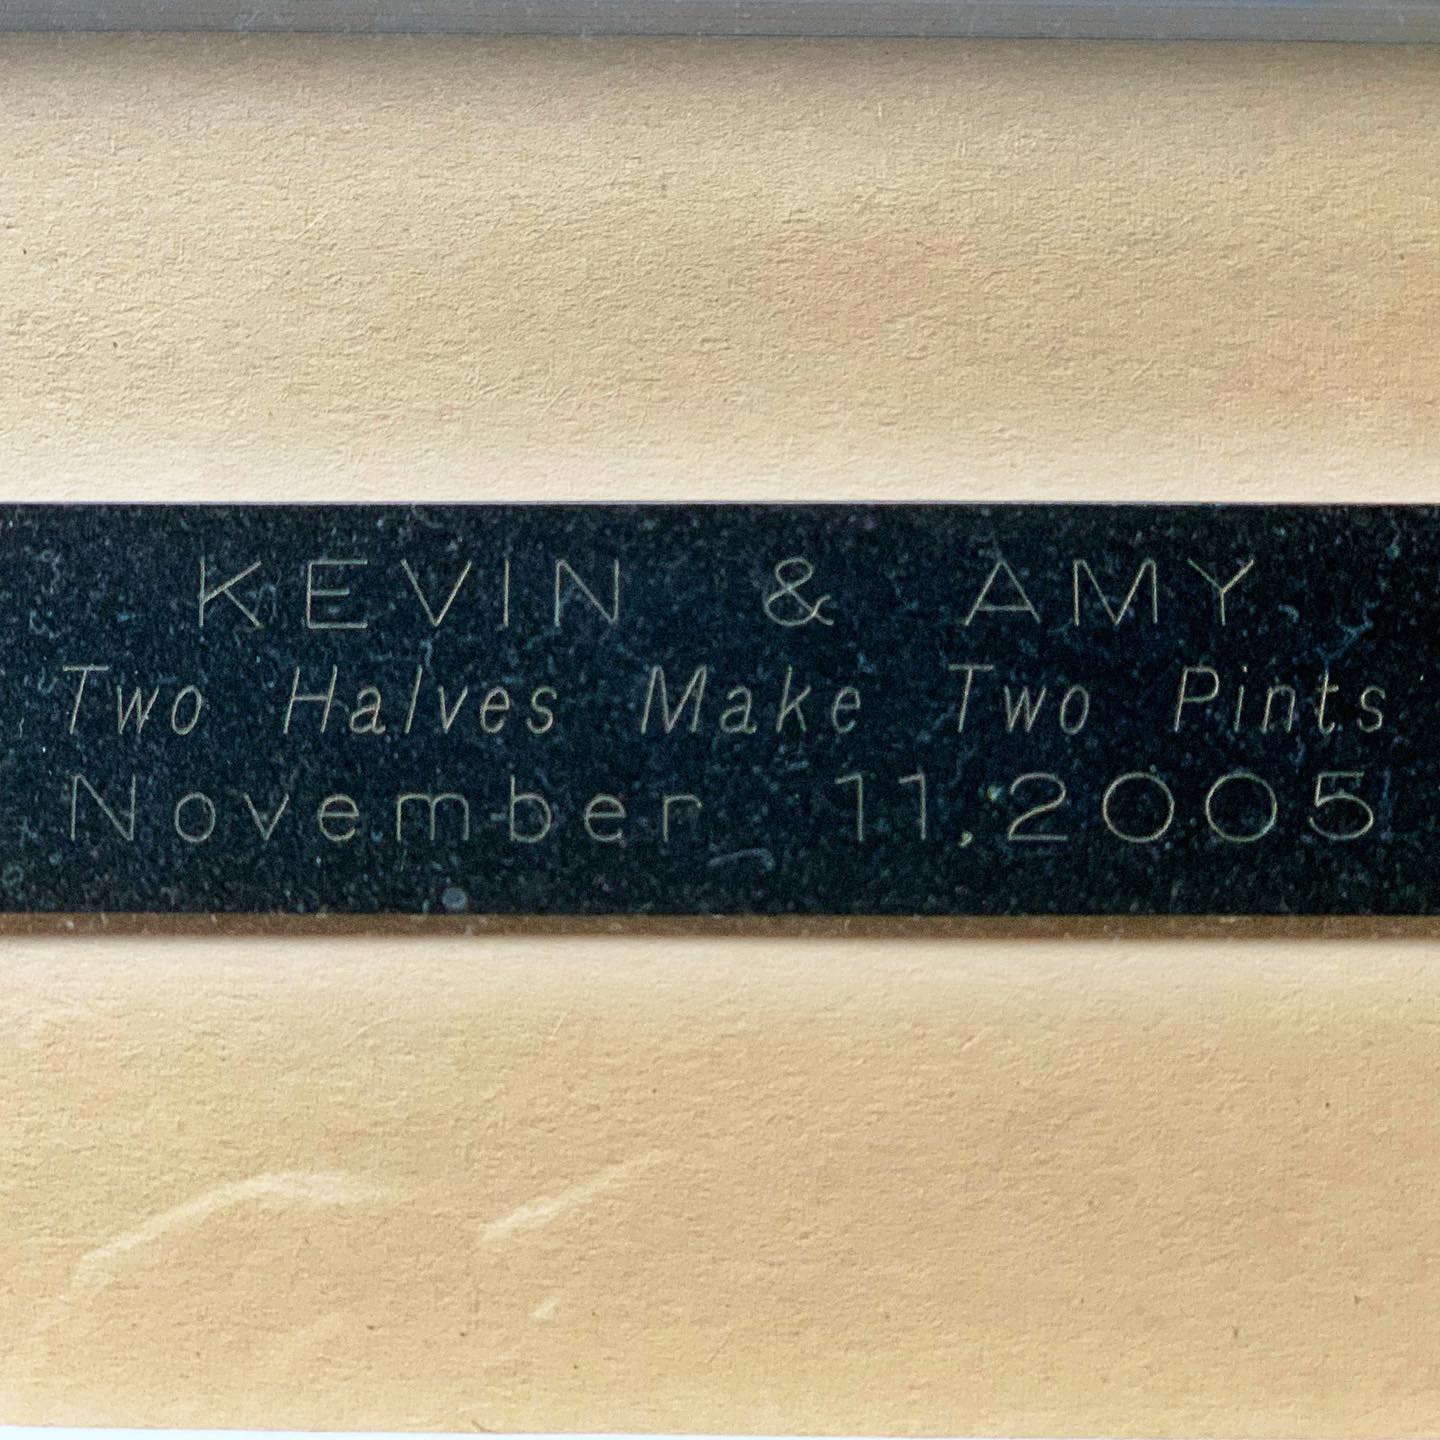 KEVIN & AMY
Two Halves Make Two Pints
November 11,2005